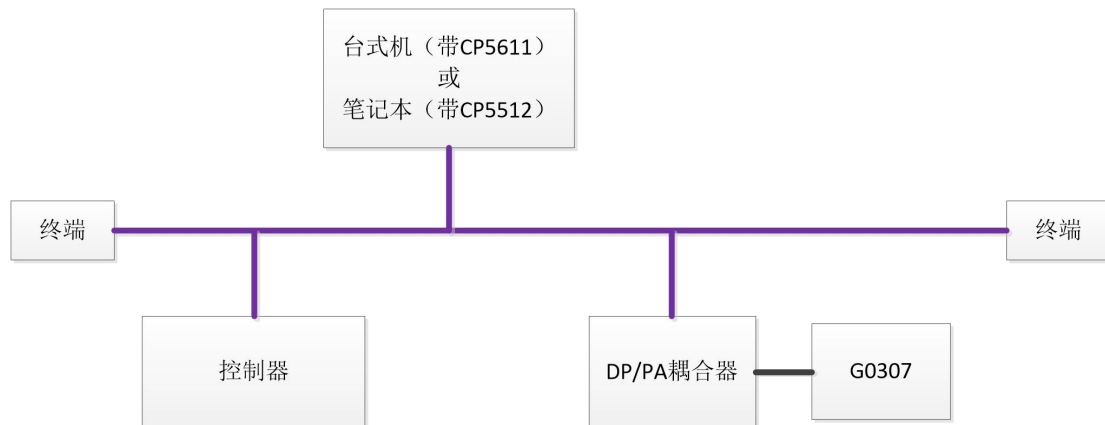 台式机（带CP5611）
或
笔记本（带CP5512）
终端
终端
控制器
DP/PA耦合器
G0307